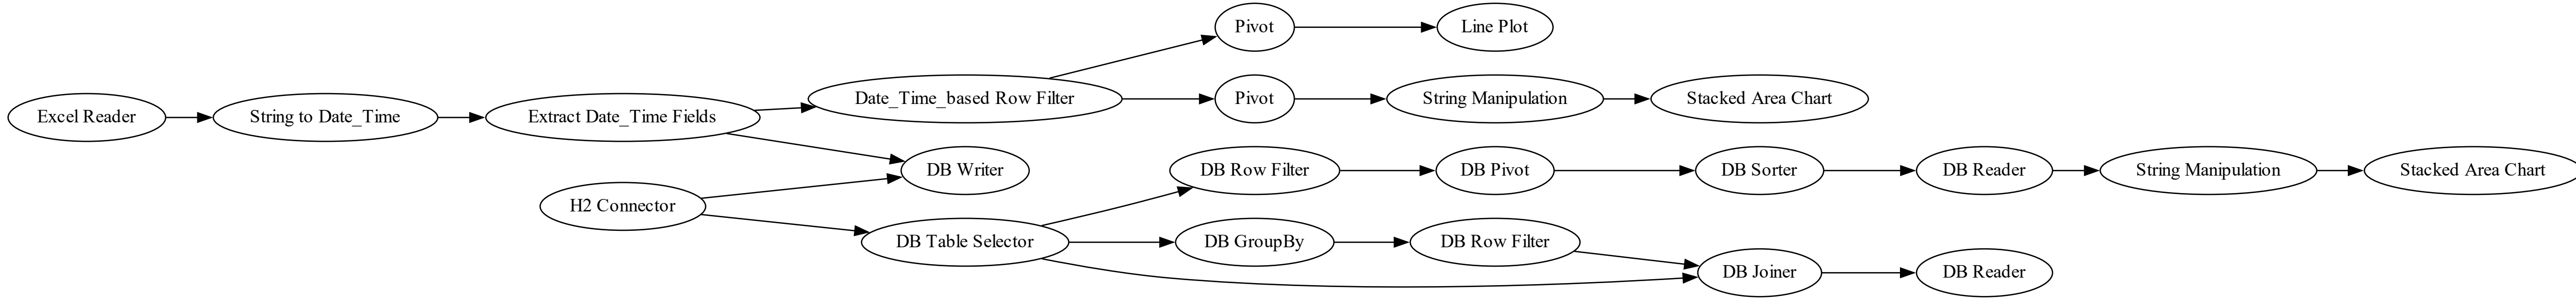 Pivot
Line Plot
Excel Reader
String to Date_Time
Extract Date_Time Fields
Date_Time_based Row Filter
Pivot
String Manipulation
Stacked Area Chart
DB Writer
DB Row Filter
DB Pivot
DB Sorter
DB Reader
String Manipulation
Stacked Area Chart
H2 Connector
DB Table Selector
DB GroupBy
DB Row Filter
DB Joiner
DB Reader